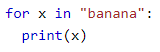 for x in "banana":
  print(x)